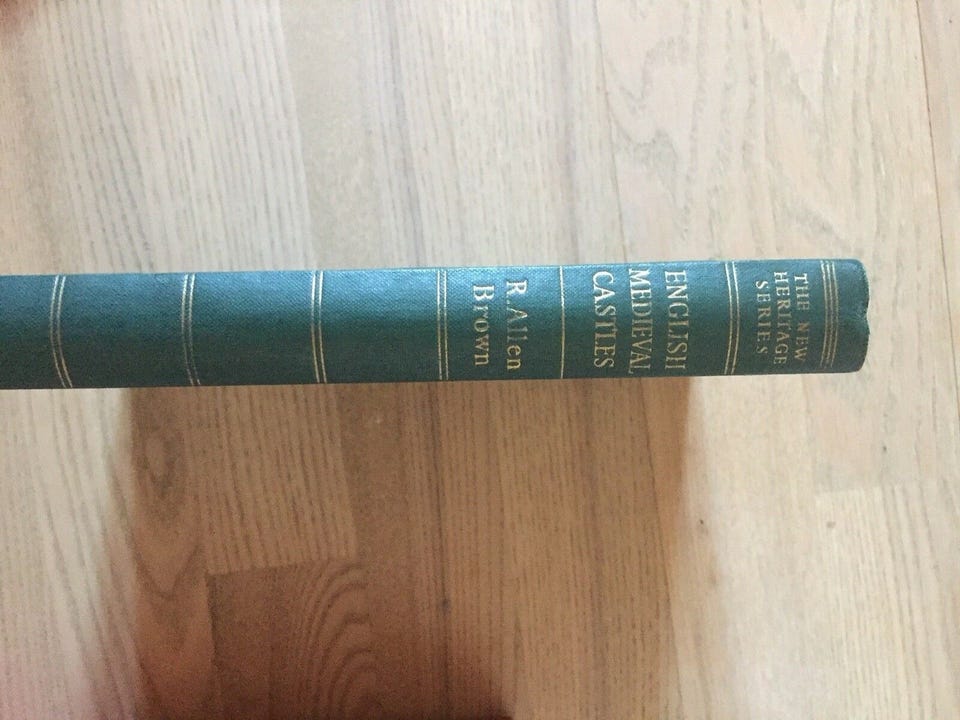 THE NEW
HERITAGE
SERIES
ENGLISH
MEDIEVAL
CASTLES
R.Allen
Brown